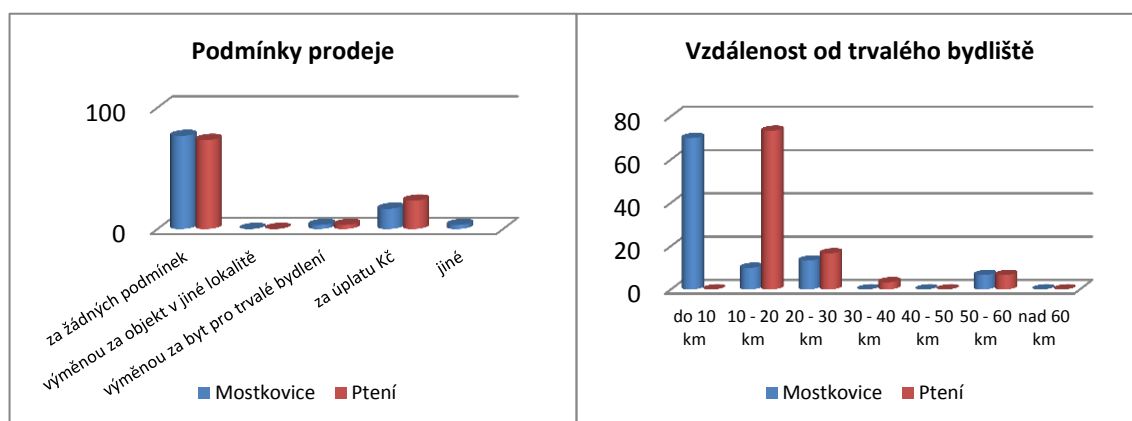 Podmínky prodeje
100
0
za žádných podmínek
výměnou za objekt v jiné lokalitě
výměnou za byt pro trvalé bydlení
za úplatu Kč
jiné
Mostkovice Ptení
Vzdálenost od trvalého bydliště
80
60
40
20
0
do 10 10 - 20 20 - 30 30 - 40 40 - 50 50 - 60 nad 60
km km km km km km km
Mostkovice Ptení